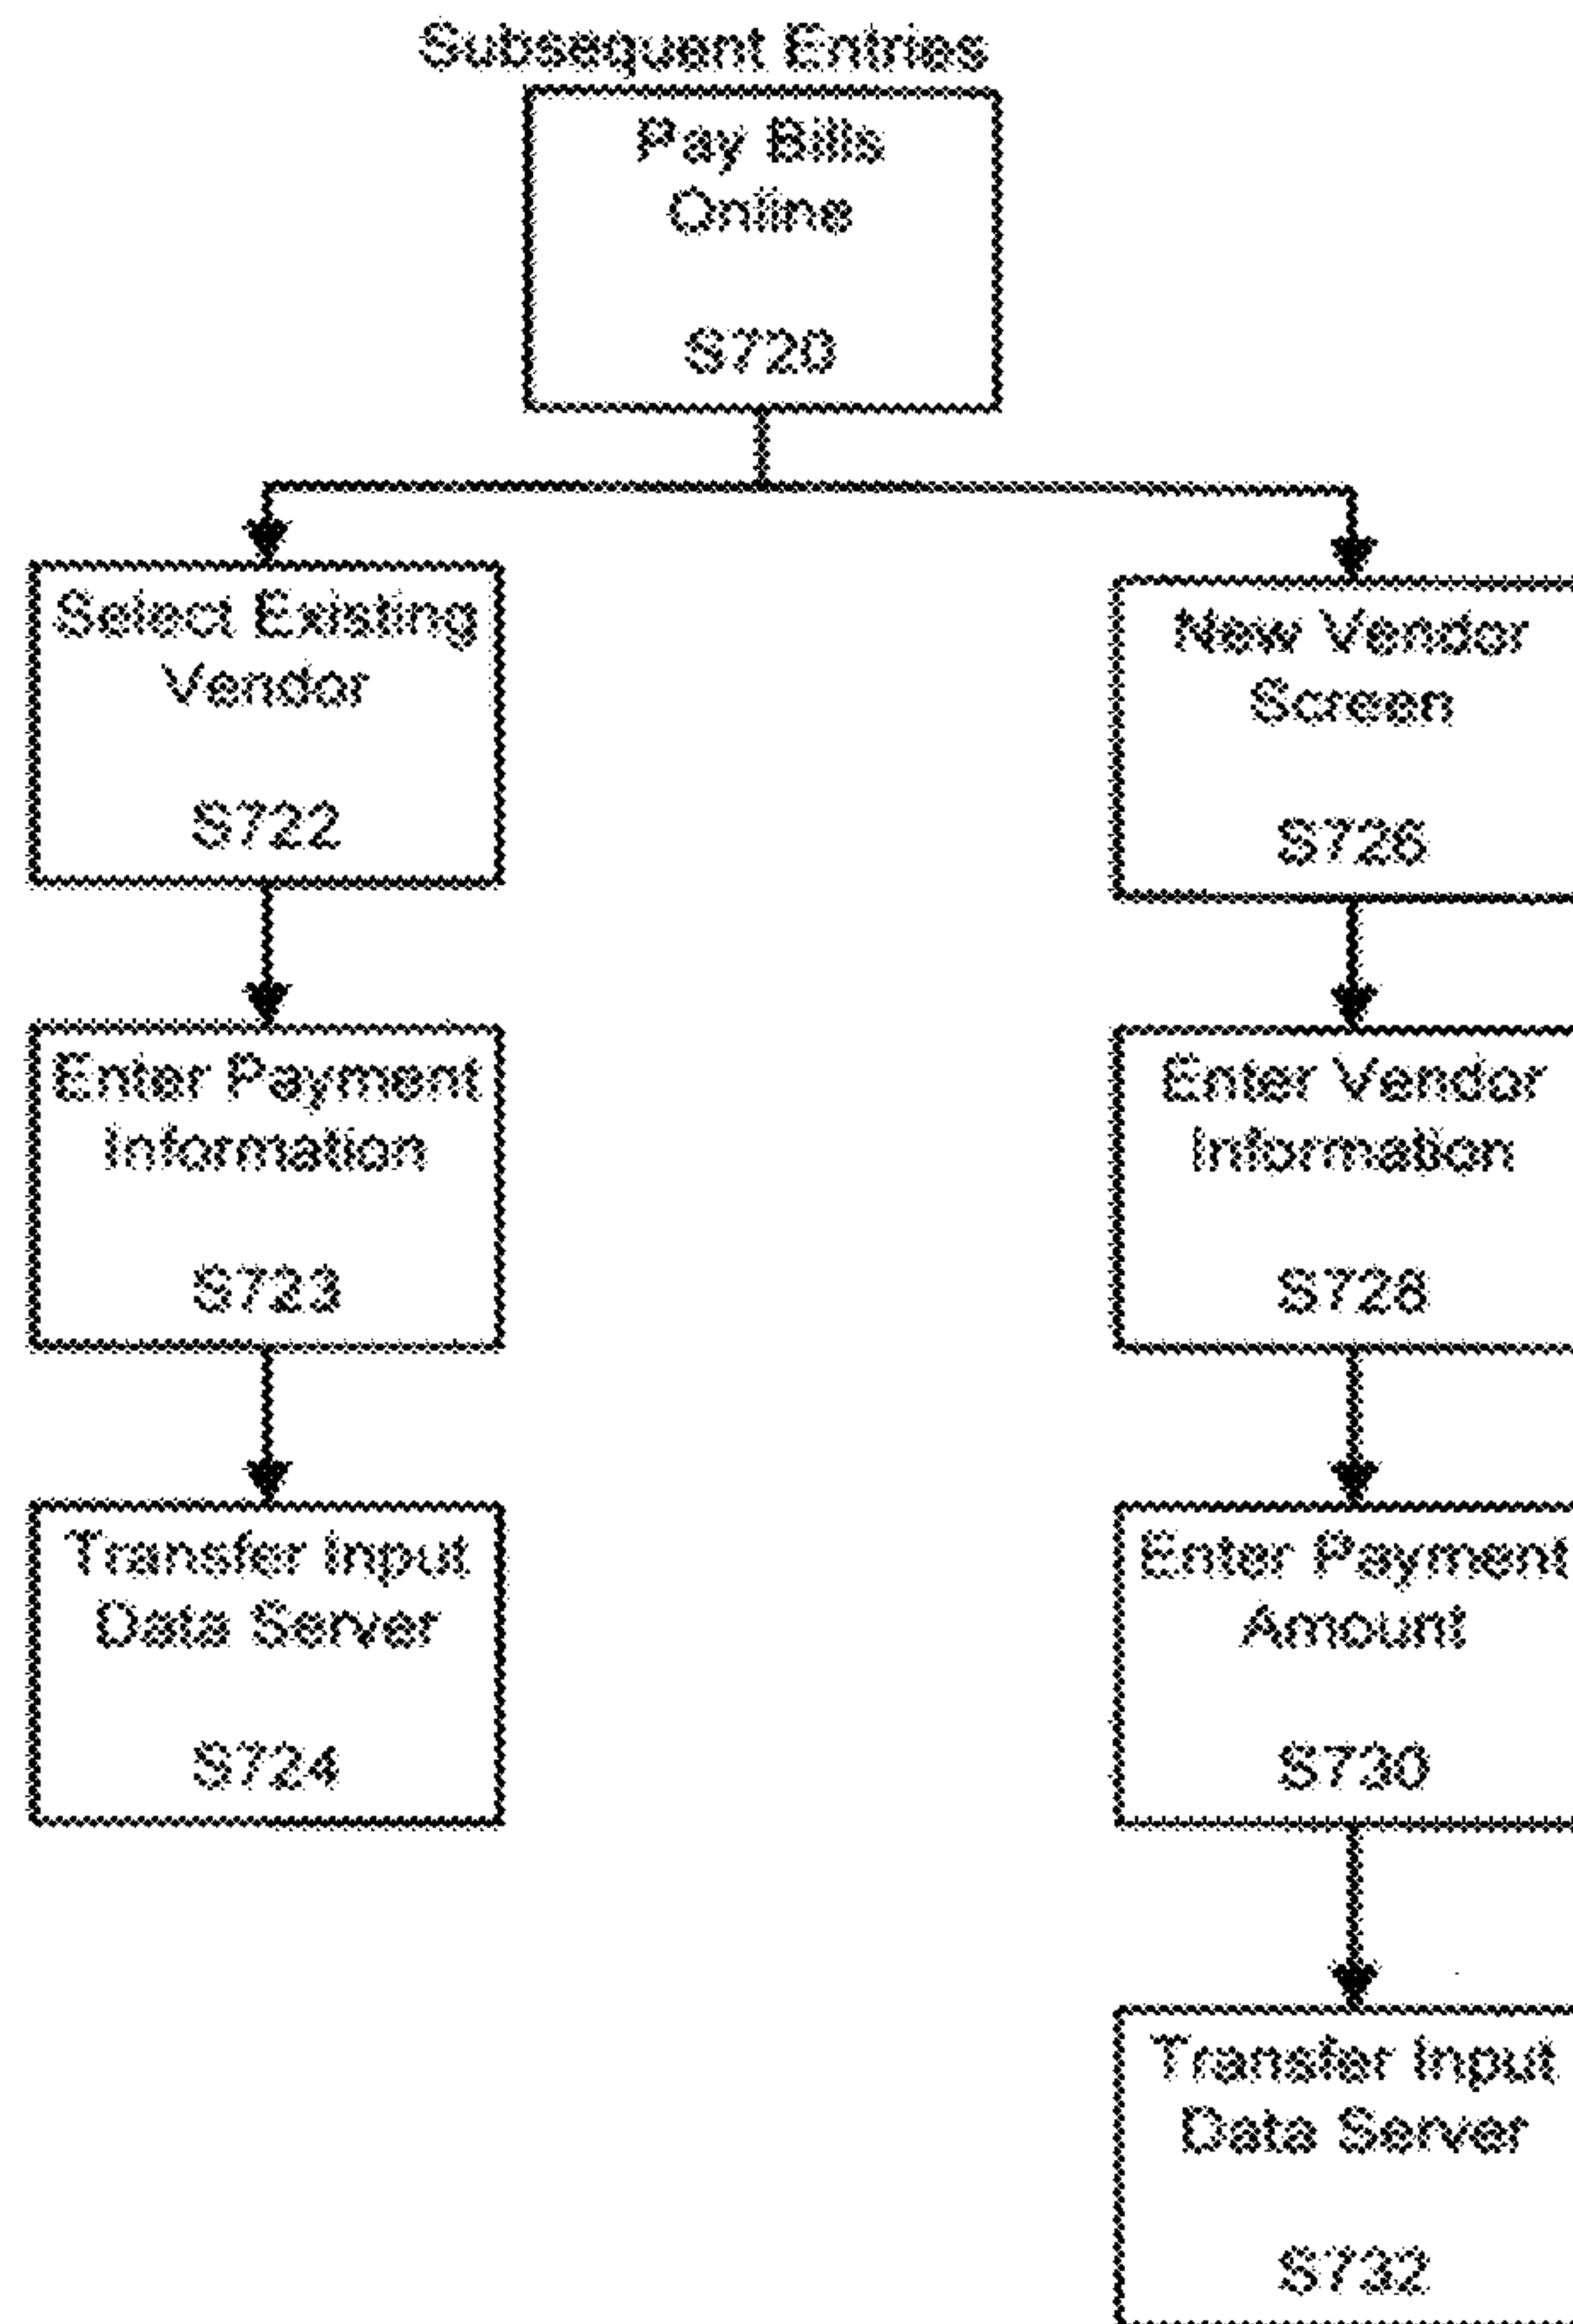 Subsequent Entries
Pay Bills
Online
S720
Select Existing
Vendor
S722
Enter Payment
Information
S723
Transfer Input
Data Server
S724
New Vendor
Screen
S726
Enter Vendor
Information
S728
Enter Payment
Amount
S730
Transfer Input
Data Server
S732